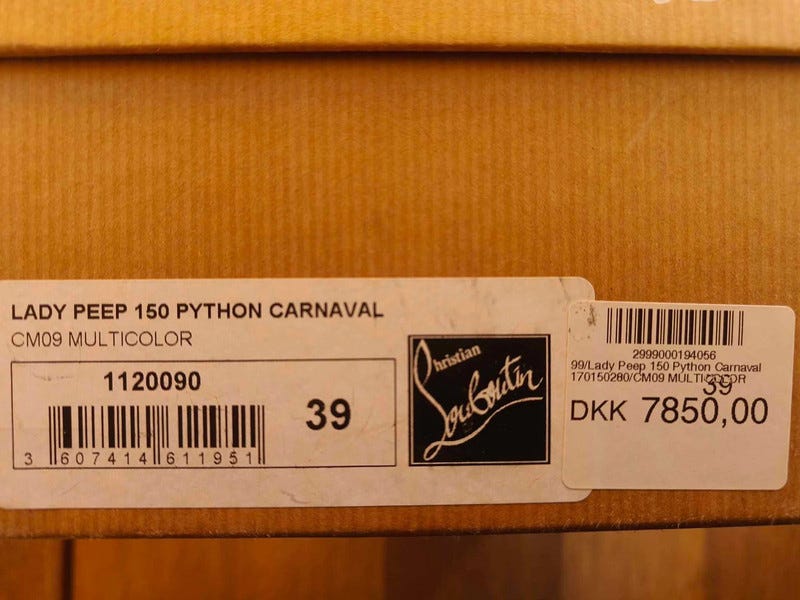 LADY PEEP 150 PYTHON CARNAVAL
CM09 MULTICOLOR
1120090
39
3 607414 611951
Christian
Louboutin
2999000194056
99/Lady Peep 150 Python Carnaval
170150280/CM09 MULTICOLOR
39
DKK 7850,00